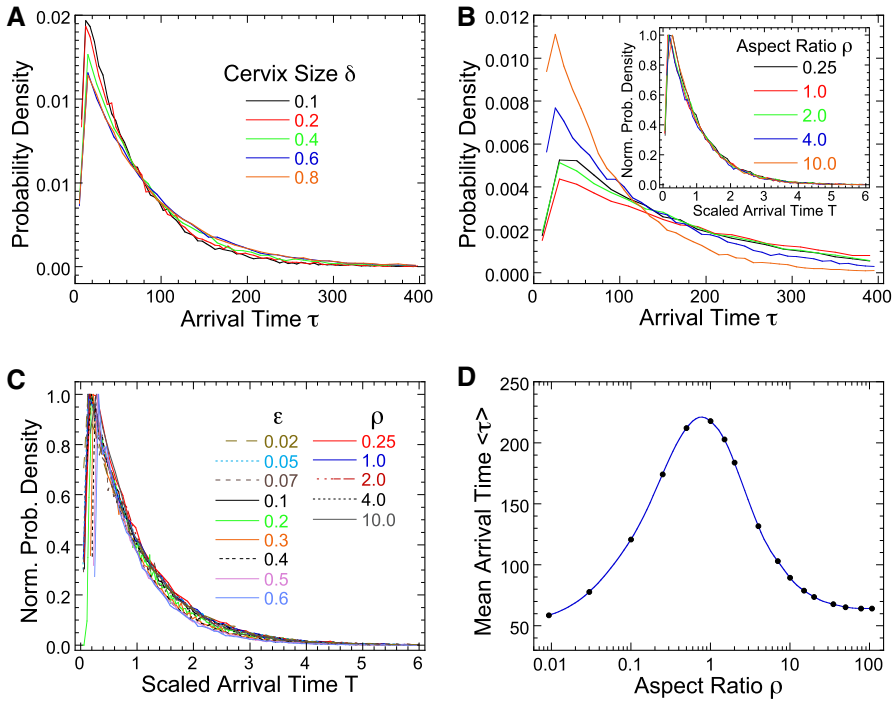 A
B
0.02
0.01
0.01
0.00
Probability Density
Cervix Size δ
0.1
0.2
0.4
0.6
0.8
0
100
200
300
400
Arrival Time τ
0.012
0.010
0.008
0.006
0.004
0.002
0.000
Probability Density
1.0
0.8
0.6
0.4
0.2
0.0
Norm. Prob. Density
Aspect Ratio ρ
0.25
1.0
2.0
4.0
10.0
0 1 2 3 4 5 6
Scaled Arrival Time T
0
100
200
300
400
Arrival Time τ
C
D
1.0
0.8
0.6
0.4
0.2
0.0
Norm. Prob. Density
ε
0.02
0.05
0.07
0.1
0.2
0.3
0.4
0.5
0.6
ρ
0.25
1.0
2.0
4.0
10.0
0 1 2 3 4 5 6
Scaled Arrival Time T
250
200
150
100
50
Mean Arrival Time <τ>
0.01 0.1 1 10 100
Aspect Ratio ρ